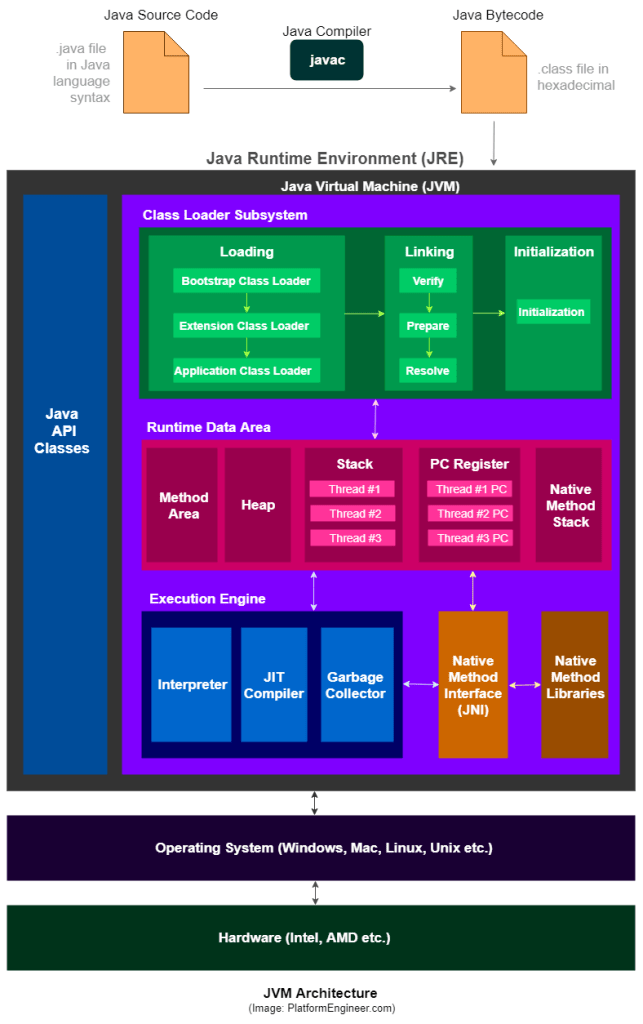 Java Source Code
Java Bytecode
Java Compiler
.java file
in Java
language
syntax
javac
.class file in
hexadecimal
Java Runtime Environment (JRE)
Java Virtual Machine (JVM)
Class Loader Subsystem
Loading
Linking
Initialization
Bootstrap Class Loader
Verify
Extension Class Loader
Prepare
Initialization
Application Class Loader
Resolve
Java
API
Classes
Runtime Data Area
Method
Area
Heap
Stack
Thread #1
Thread #2
Thread #3
PC Register
Thread #1 PC
Thread #2 PC
Thread #3 PC
Native
Method
Stack
Execution Engine
Interpreter
JIT
Compiler
Garbage
Collector
Native
Method
Interface
(JNI)
Native
Method
Libraries
Operating System (Windows, Mac, Linux, Unix etc.)
Hardware (Intel, AMD etc.)
JVM Architecture
(Image: PlatformEngineer.com)